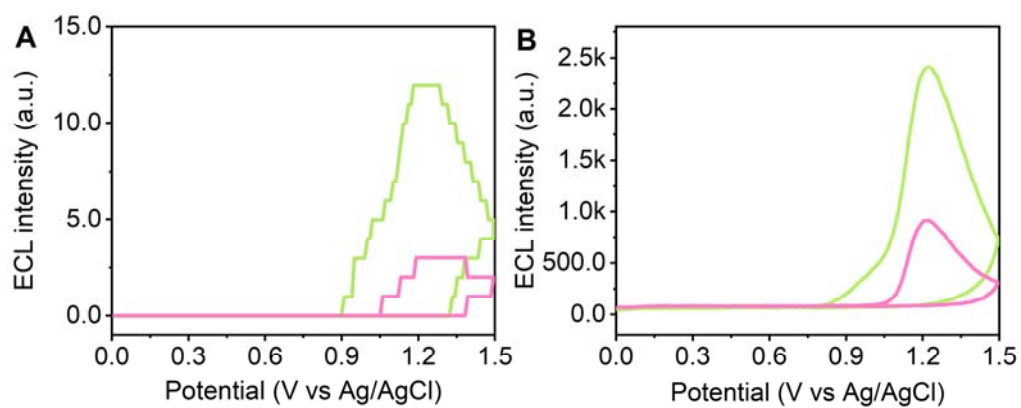 A
15.0
10.0
5.0
0.0
ECL intensity (a.u.)
0.0 0.3 0.6 0.9 1.2 1.5
Potential (V vs Ag/AgCl)
B
2.5k
2.0k
1.5k
1.0k
500.0
0.0
ECL intensity (a.u.)
0.0 0.3 0.6 0.9 1.2 1.5
Potential (V vs Ag/AgCl)